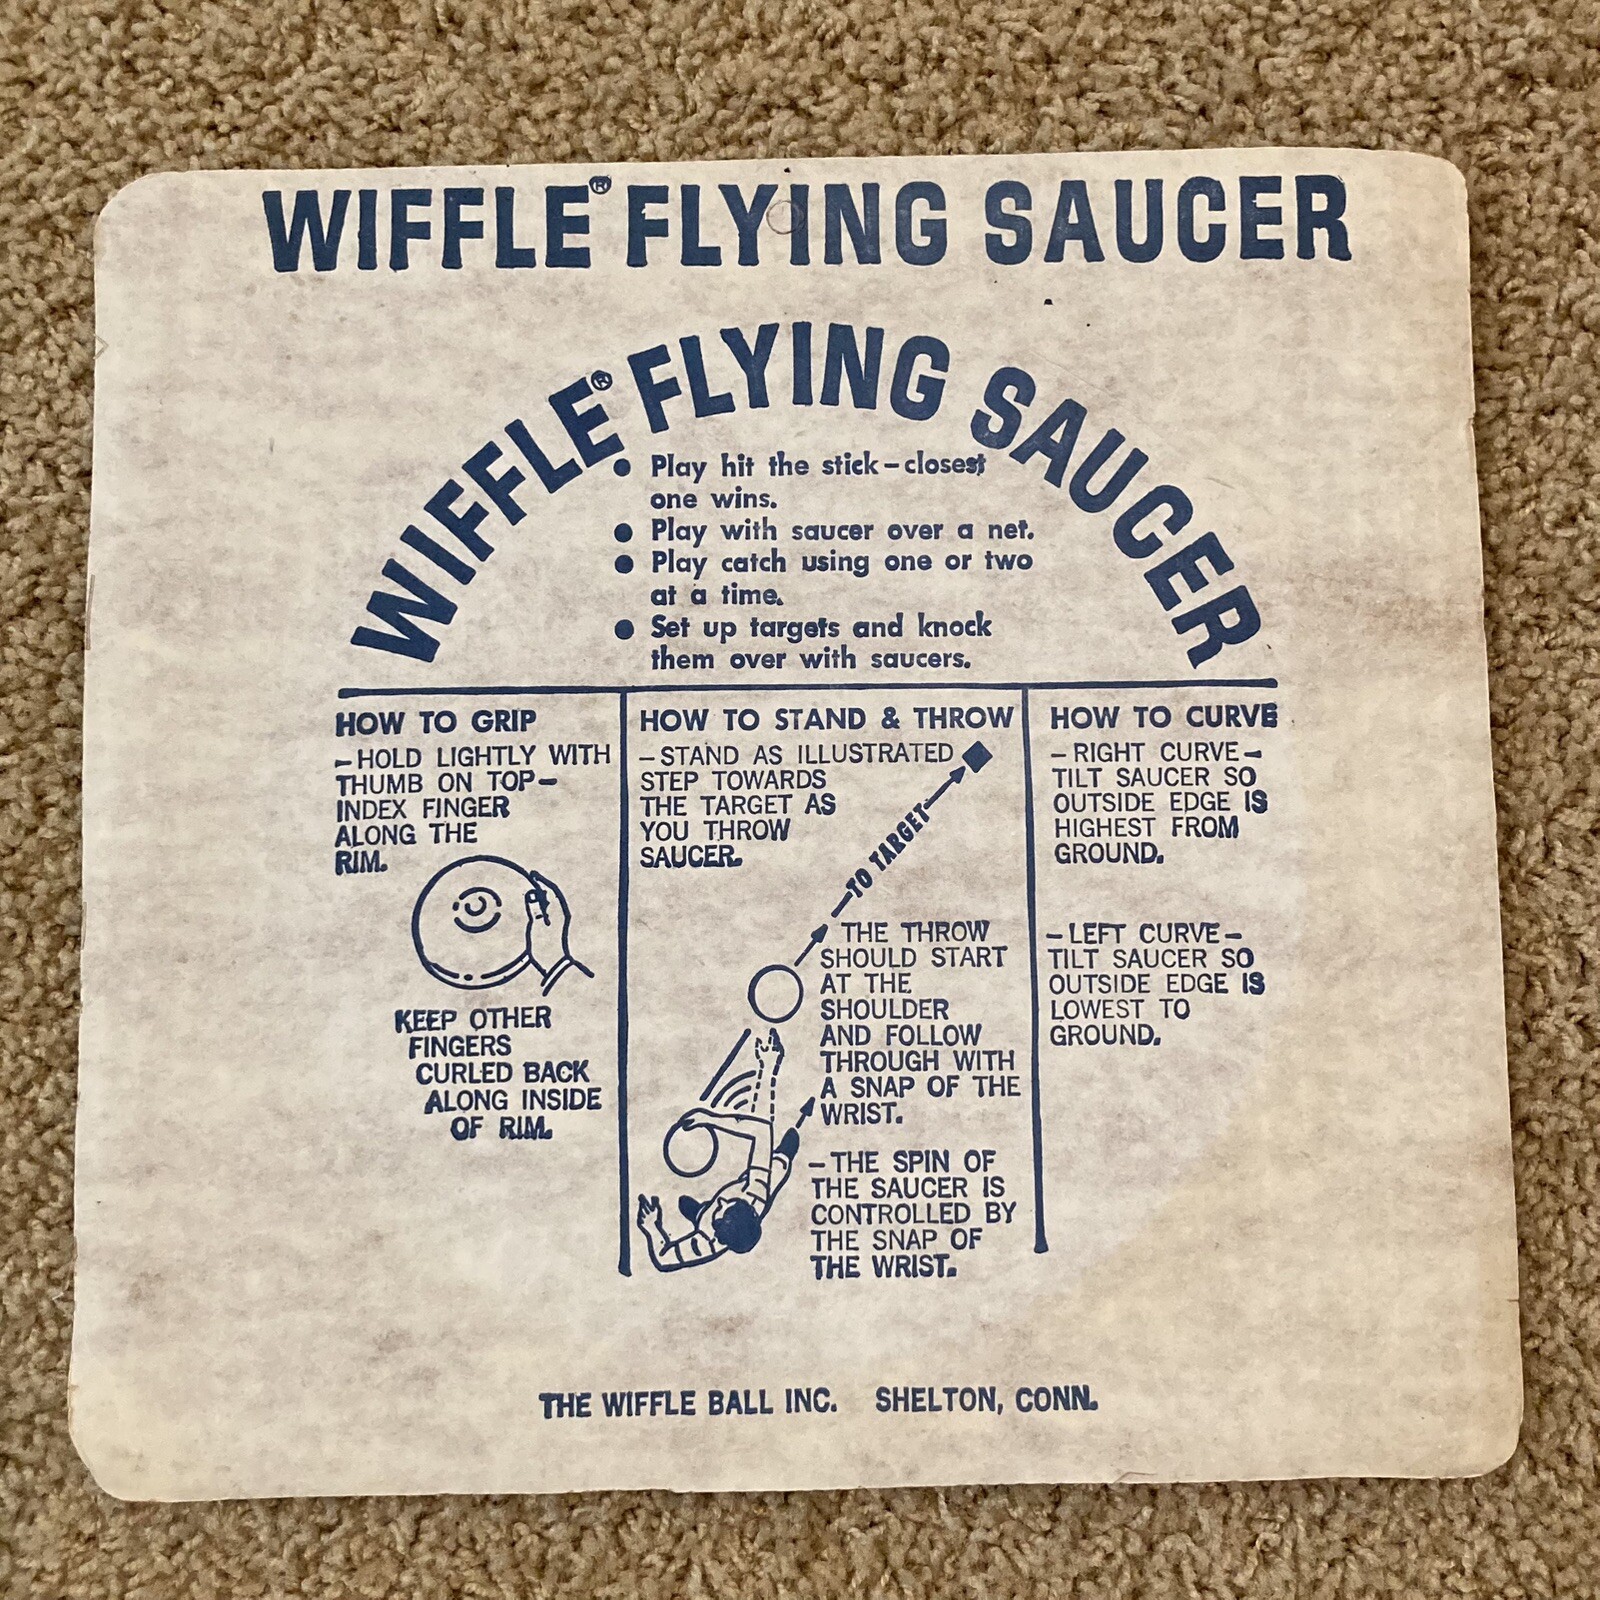 WIFFLE® FLYING SAUCER
WIFFLE® FLYING SAUCER
• Play hit the stick – closest
one wins.
• Play with saucer over a net.
• Play catch using one or two
at a time.
• Set up targets and knock
them over with saucers.
HOW TO GRIP
– HOLD LIGHTLY WITH
THUMB ON TOP –
INDEX FINGER
ALONG THE
RIM.
KEEP OTHER
FINGERS
CURLED BACK
ALONG INSIDE
OF RIM.
HOW TO STAND & THROW
– STAND AS ILLUSTRATED
STEP TOWARDS
THE TARGET AS
YOU THROW
SAUCER.
TO TARGET
THE THROW
SHOULD START
AT THE
SHOULDER
AND FOLLOW
THROUGH WITH
A SNAP OF THE
WRIST.
– THE SPIN OF
THE SAUCER IS
CONTROLLED BY
THE SNAP OF
THE WRIST.
HOW TO CURVE
– RIGHT CURVE –
TILT SAUCER SO
OUTSIDE EDGE IS
HIGHEST FROM
GROUND.
– LEFT CURVE –
TILT SAUCER SO
OUTSIDE EDGE IS
LOWEST TO
GROUND.
THE WIFFLE BALL INC. SHELTON, CONN.